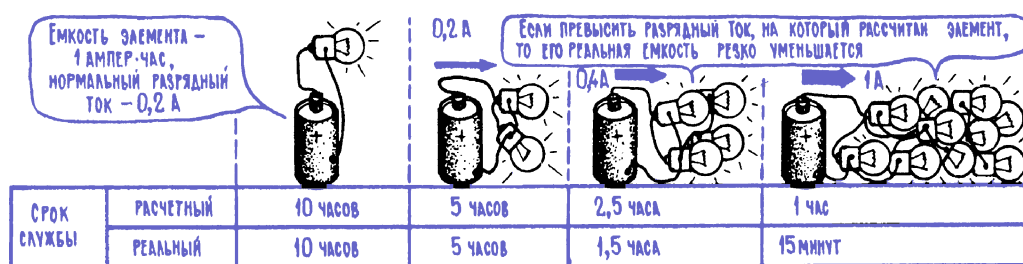 Емкость элемента –
1 ампер·час,
нормальный разрядный
ток – 0,2 А
0,2 А
Если превысить разрядный ток, на который рассчитан элемент,
то его реальная емкость резко уменьшается
0,4А
1А
+
+
+
+
Срок службы
расчетный
10 часов
5 часов
2,5 часа
1 час
реальный
10 часов
5 часов
1,5 часа
15 минут